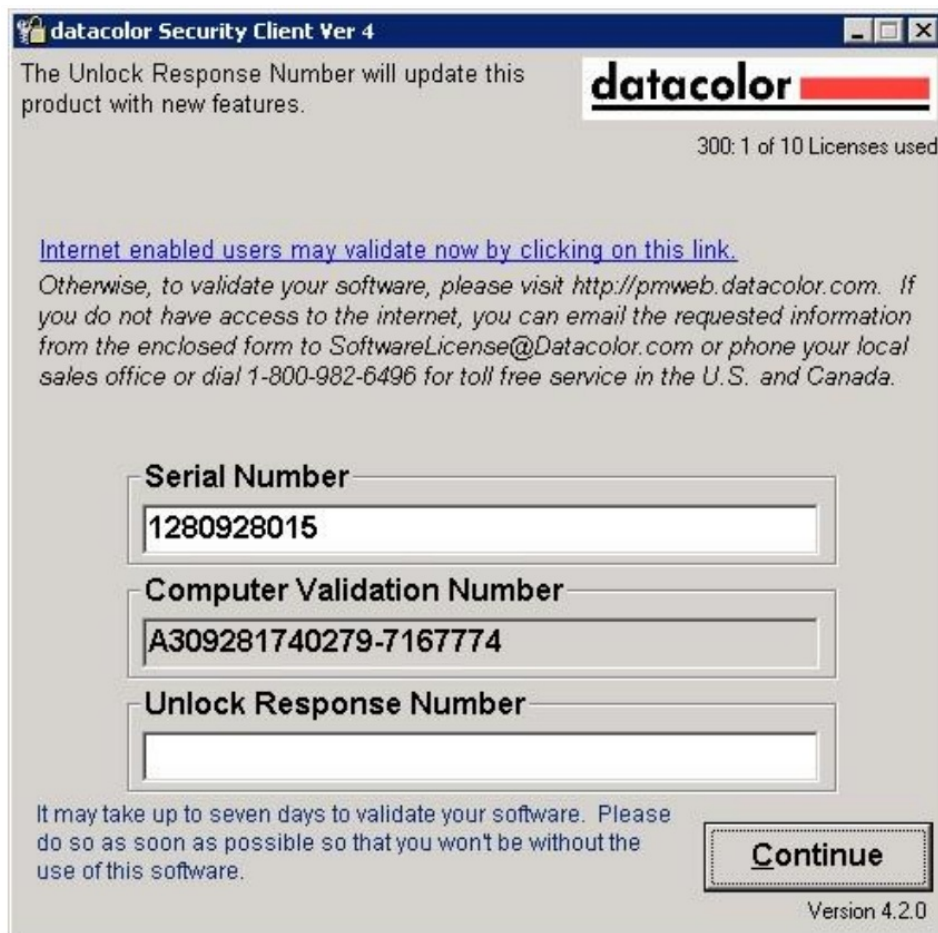 datacolor Security Client Ver 4
The Unlock Response Number will update this
product with new features.
datacolor
300: 1 of 10 Licenses used
Internet enabled users may validate now by clicking on this link.
Otherwise, to validate your software, please visit http://pmweb.datacolor.com. If
you do not have access to the internet, you can email the requested information
from the enclosed form to SoftwareLicense@Datacolor.com or phone your local
sales office or dial 1-800-982-6496 for toll free service in the U.S. and Canada.
Serial Number
1280928015
Computer Validation Number
A309281740279-7167774
Unlock Response Number
It may take up to seven days to validate your software. Please
do so as soon as possible so that you won't be without the
use of this software.
Continue
Version 4.2.0